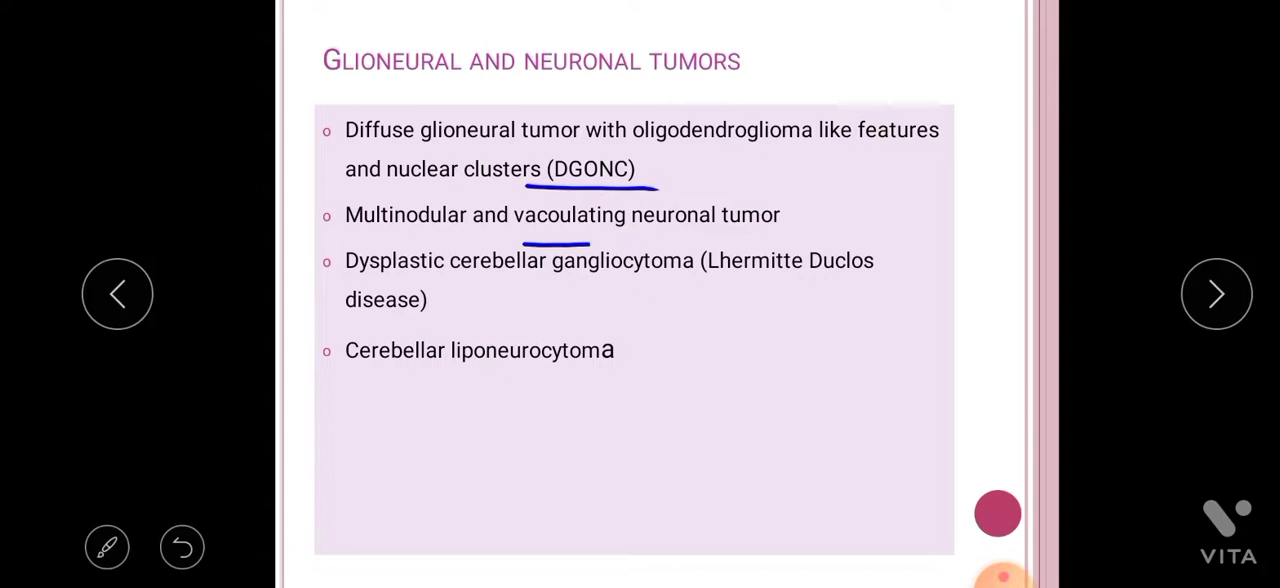 GLIONEURAL AND NEURONAL TUMORS
o Diffuse glioneural tumor with oligodendroglioma like features
and nuclear clusters (DGONC)
o Multinodular and vacoulating neuronal tumor
o Dysplastic cerebellar gangliocytoma (Lhermitte Duclos
disease)
o Cerebellar liponeurocytoma
VITA